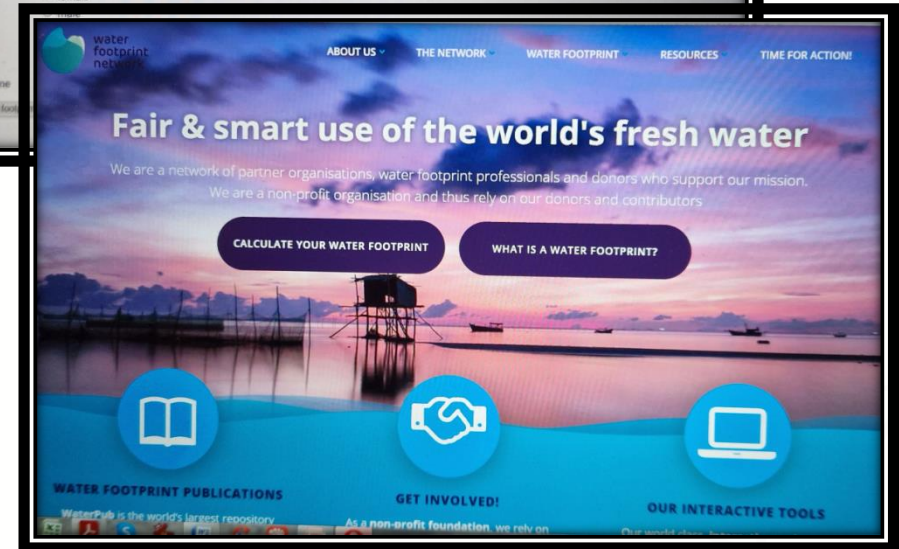 male
ne
water
footprint
network
ABOUT US
THE NETWORK
WATER FOOTPRINT
RESOURCES
TIME FOR ACTION!
Fair & smart use of the world's fresh water
We are a network of partner organisations, water footprint professionals and donors who support our mission.
We are a non-profit organisation and thus rely on our donors and contributors
CALCULATE YOUR WATER FOOTPRINT
WHAT IS A WATER FOOTPRINT?
WATER FOOTPRINT PUBLICATIONS
GET INVOLVED!
OUR INTERACTIVE TOOLS
WaterPub is the world's largest repository
As a non-profit foundation, we rely on